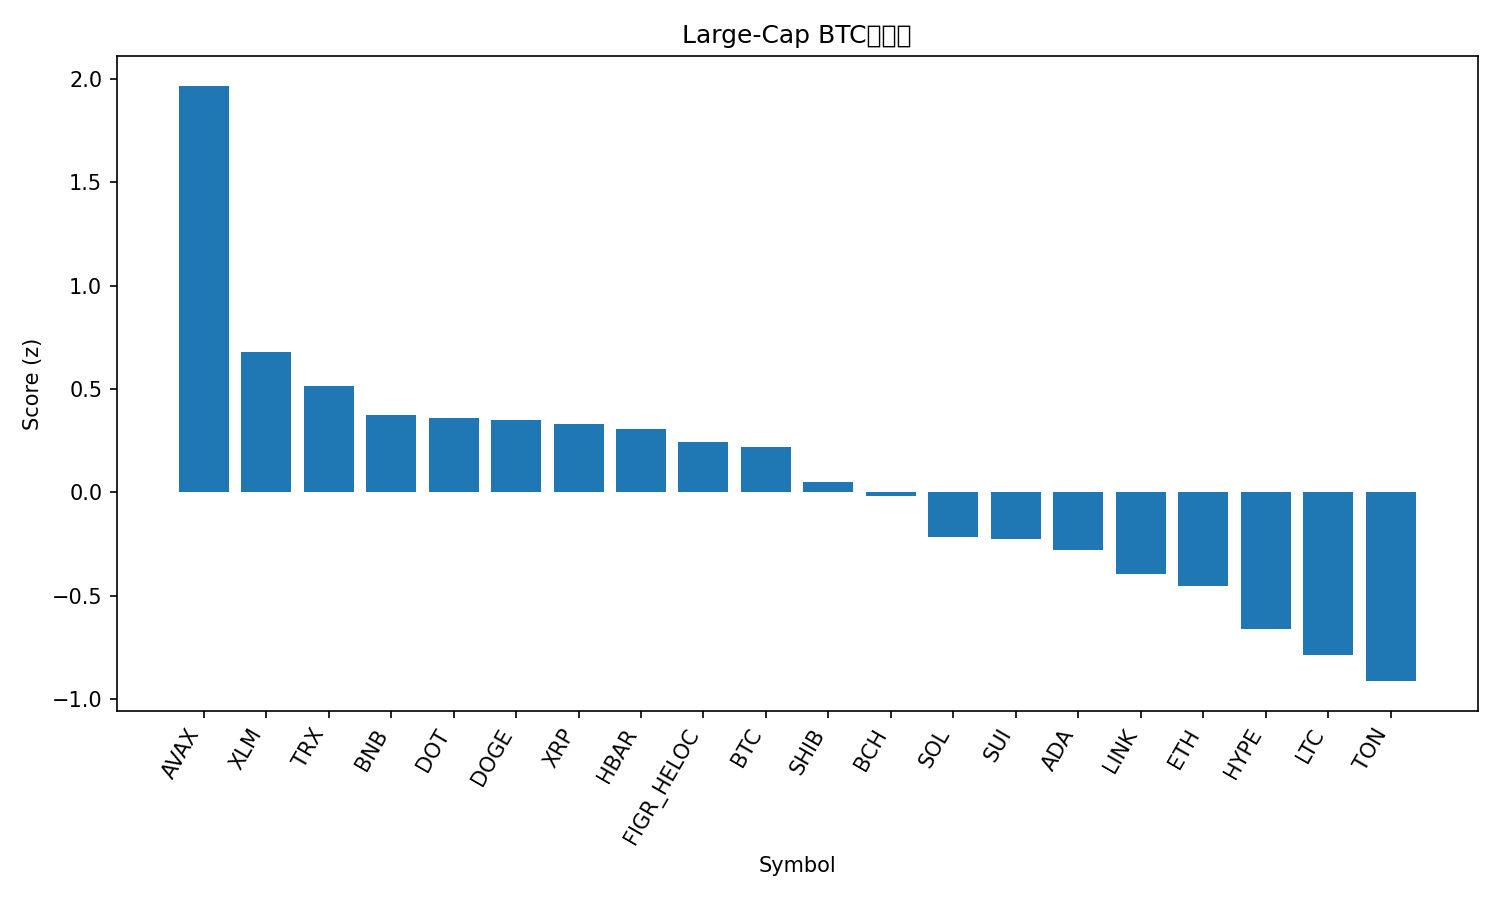 Large-Cap BTC
Score (z)
2.0
1.5
1.0
0.5
0.0
−0.5
−1.0
AVAX
XLM
TRX
BNB
DOT
DOGE
XRP
HBAR
FIGR_HELOC
BTC
SHIB
BCH
SOL
SUI
ADA
LINK
ETH
HYPE
LTC
TON
Symbol